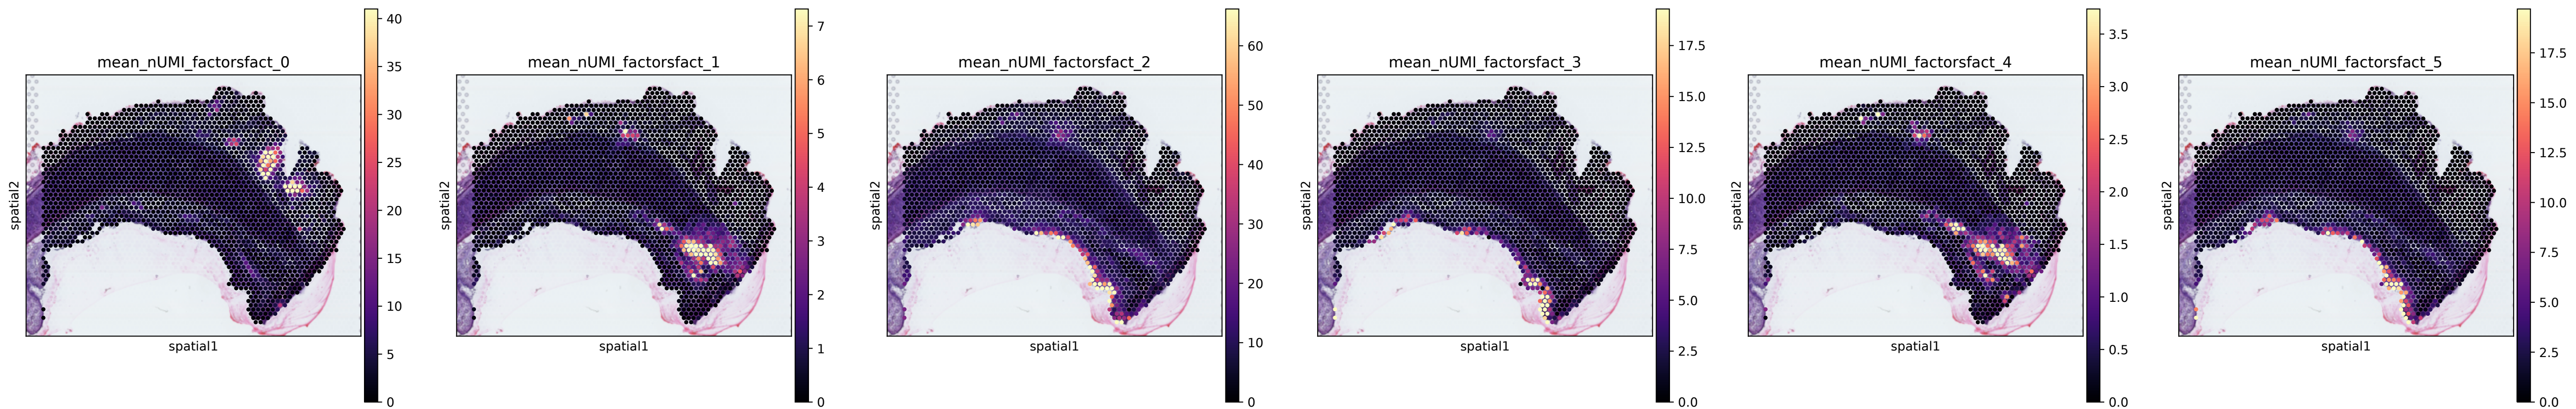 mean_nUMI_factorsfact_0
spatial2
spatial1
40
35
30
25
20
15
10
5
0
mean_nUMI_factorsfact_1
spatial2
spatial1
7
6
5
4
3
2
1
0
mean_nUMI_factorsfact_2
spatial2
spatial1
60
50
40
30
20
10
0
mean_nUMI_factorsfact_3
spatial2
spatial1
17.5
15.0
12.5
10.0
7.5
5.0
2.5
0.0
mean_nUMI_factorsfact_4
spatial2
spatial1
3.5
3.0
2.5
2.0
1.5
1.0
0.5
0.0
mean_nUMI_factorsfact_5
spatial2
spatial1
17.5
15.0
12.5
10.0
7.5
5.0
2.5
0.0